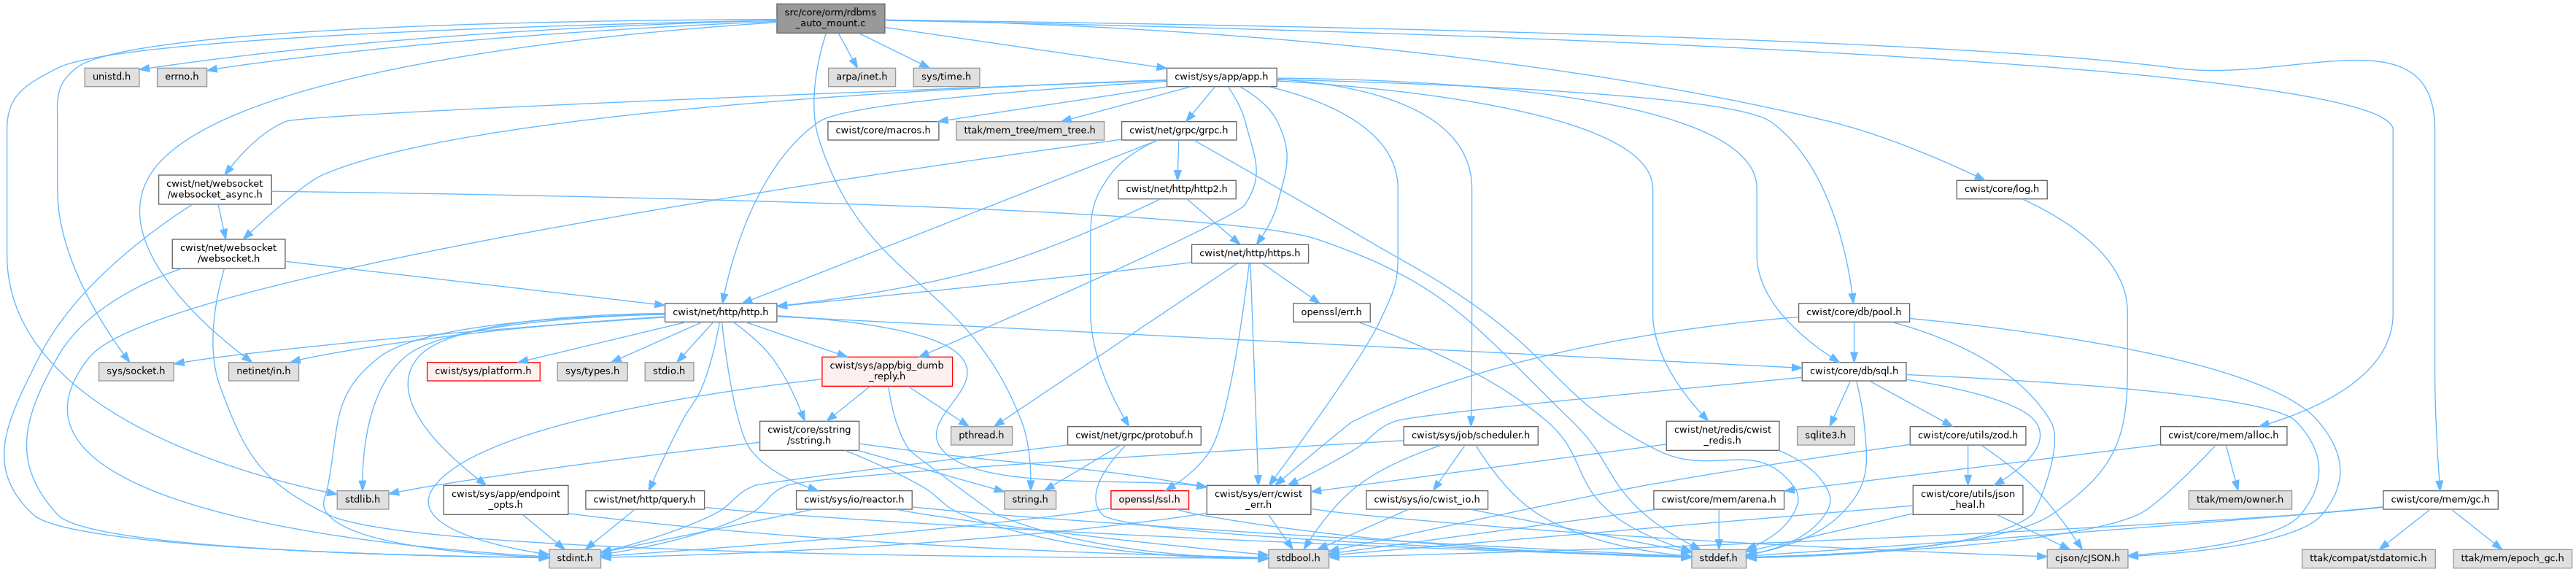 src/core/orm/rdbms
_auto_mount.c
unistd.h
errno.h
arpa/inet.h
sys/time.h
cwist/sys/app/app.h
cwist/core/macros.h
ttak/mem_tree/mem_tree.h
cwist/net/grpc/grpc.h
cwist/net/websocket
/websocket_async.h
cwist/net/http/http2.h
cwist/core/log.h
cwist/net/websocket
/websocket.h
cwist/net/http/https.h
cwist/net/http/http.h
openssl/err.h
cwist/core/db/pool.h
sys/socket.h
netinet/in.h
cwist/sys/platform.h
sys/types.h
stdio.h
cwist/sys/app/big_dumb
_reply.h
cwist/core/db/sql.h
cwist/core/sstring
/sstring.h
pthread.h
cwist/net/grpc/protobuf.h
cwist/sys/job/scheduler.h
cwist/net/redis/cwist
_redis.h
sqlite3.h
cwist/core/utils/zod.h
cwist/core/mem/alloc.h
stdlib.h
cwist/sys/app/endpoint
_opts.h
cwist/net/http/query.h
cwist/sys/io/reactor.h
string.h
openssl/ssl.h
cwist/sys/err/cwist
_err.h
cwist/sys/io/cwist_io.h
cwist/core/mem/arena.h
cwist/core/utils/json
_heal.h
ttak/mem/owner.h
cwist/core/mem/gc.h
stdint.h
stdbool.h
stddef.h
cjson/cJSON.h
ttak/compat/stdatomic.h
ttak/mem/epoch_gc.h